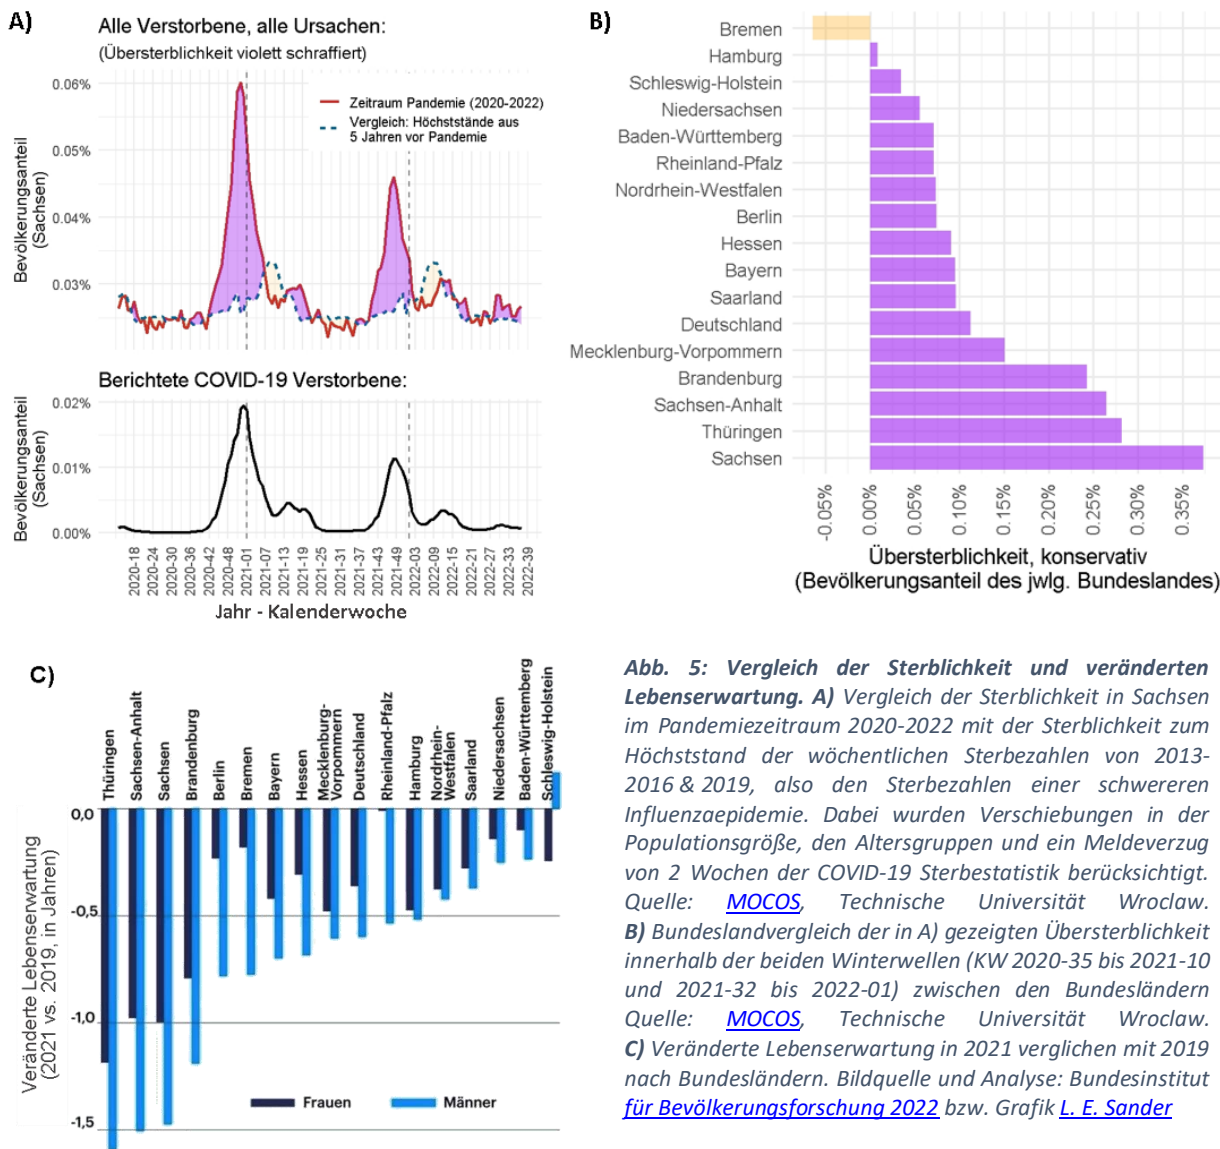 A)
Alle Verstorbene, alle Ursachen:
(Übersterblichkeit violett schraffiert)
0.06%
0.05%
0.04%
0.03%
Bevölkerungsanteil
(Sachsen)
Zeitraum Pandemie (2020-2022)
Vergleich: Höchststände aus
5 Jahren vor Pandemie
Berichtete COVID-19 Verstorbene:
0.02%
0.01%
0.00%
Bevölkerungsanteil
(Sachsen)
2020-18
2020-24
2020-30
2020-36
2020-42
2020-48
2021-01
2021-07
2021-13
2021-19
2021-25
2021-31
2021-37
2021-43
2021-49
2022-03
2022-09
2022-15
2022-21
2022-27
2022-33
2022-39
Jahr - Kalenderwoche
B)
Bremen
Hamburg
Schleswig-Holstein
Niedersachsen
Baden-Württemberg
Rheinland-Pfalz
Nordrhein-Westfalen
Berlin
Hessen
Bayern
Saarland
Deutschland
Mecklenburg-Vorpommern
Brandenburg
Sachsen-Anhalt
Thüringen
Sachsen
-0.05%
0.00%
0.05%
0.10%
0.15%
0.20%
0.25%
0.30%
0.35%
Übersterblichkeit, konservativ
(Bevölkerungsanteil des jwlg. Bundeslandes)
C)
Thüringen
Sachsen-Anhalt
Sachsen
Brandenburg
Berlin
Bremen
Bayern
Hessen
Mecklenburg-
Vorpommern
Deutschland
Rheinland-Pfalz
Hamburg
Nordrhein-
Westfalen
Saarland
Niedersachsen
Baden-Württemberg
Schleswig-Holstein
0,0
-0,5
-1,0
-1,5
Veränderte Lebenserwartung
(2021 vs. 2019, in Jahren)
Frauen
Männer
Abb. 5: Vergleich der Sterblichkeit und veränderten
Lebenserwartung. A) Vergleich der Sterblichkeit in Sachsen
im Pandemiezeitraum 2020-2022 mit der Sterblichkeit zum
Höchststand der wöchentlichen Sterbezahlen von 2013-
2016 & 2019, also den Sterbezahlen einer schwereren
Influenzaepidemie. Dabei wurden Verschiebungen in der
Populationsgröße, den Altersgruppen und ein Meldeverzug
von 2 Wochen der COVID-19 Sterbestatistik berücksichtigt.
Quelle: MOCOS, Technische Universität Wroclaw.
B) Bundeslandvergleich der in A) gezeigten Übersterblichkeit
innerhalb der beiden Winterwellen (KW 2020-35 bis 2021-10
und 2021-32 bis 2022-01) zwischen den Bundesländern
Quelle: MOCOS, Technische Universität Wroclaw.
C) Veränderte Lebenserwartung in 2021 verglichen mit 2019
nach Bundesländern. Bildquelle und Analyse: Bundesinstitut
für Bevölkerungsforschung 2022 bzw. Grafik L. E. Sander